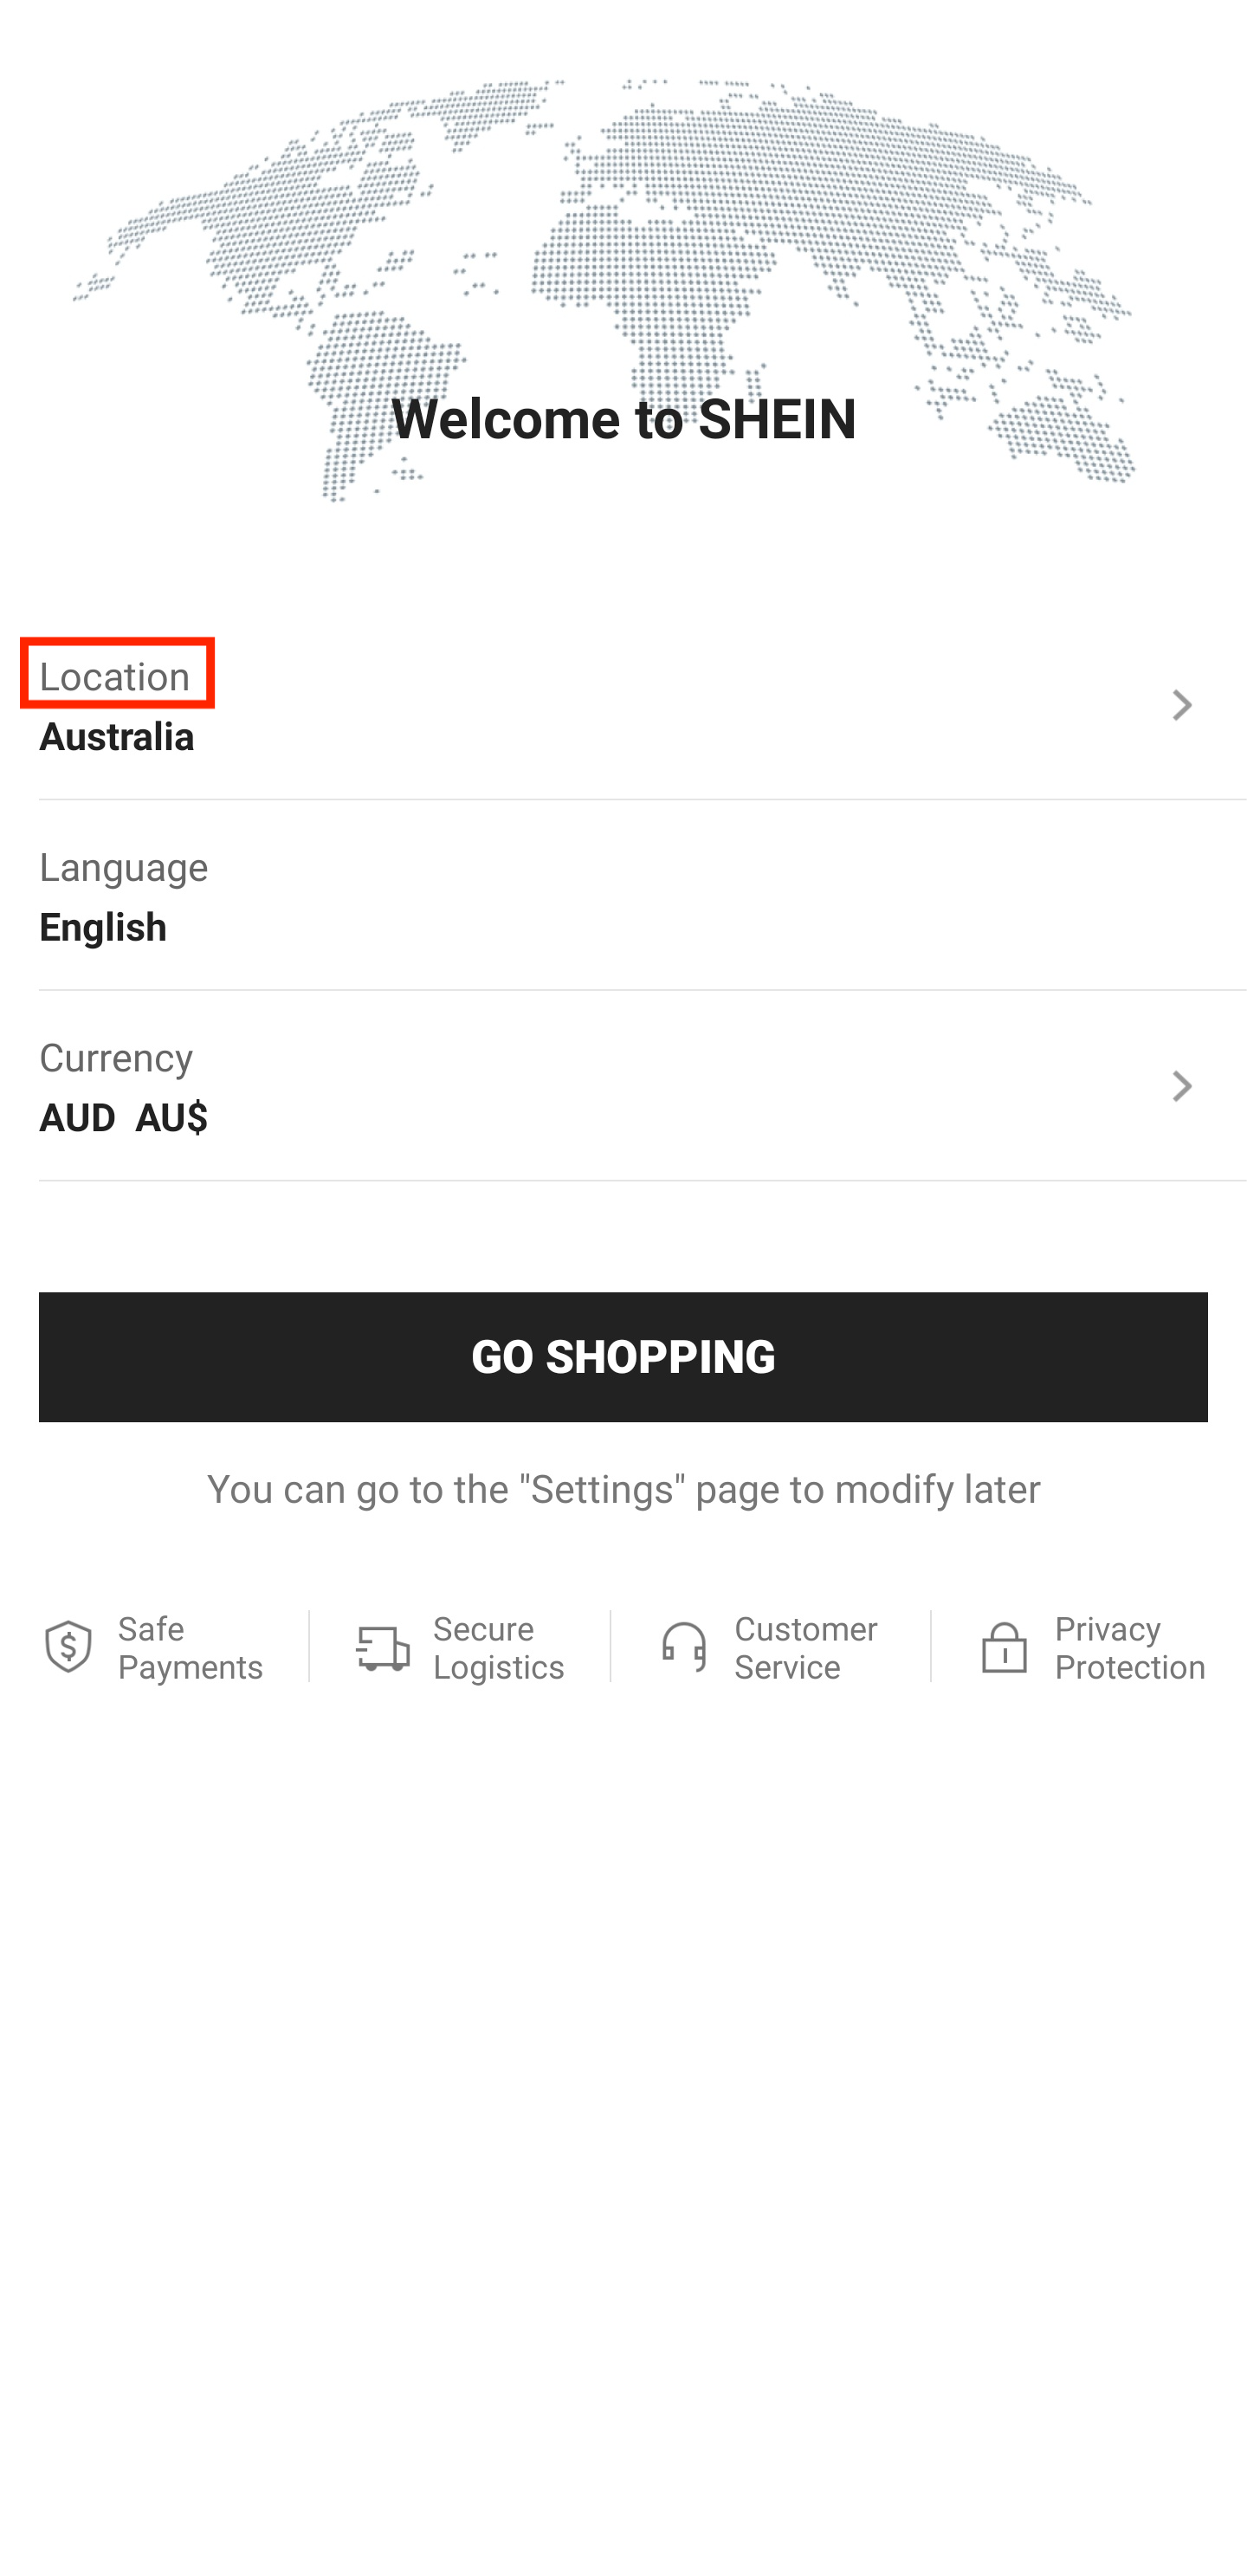 Welcome to SHEIN
Location
Australia
Language
English
Currency
AUD AU$
GO SHOPPING
You can go to the "Settings" page to modify later
Safe
Payments
Secure
Logistics
Customer
Service
Privacy
Protection